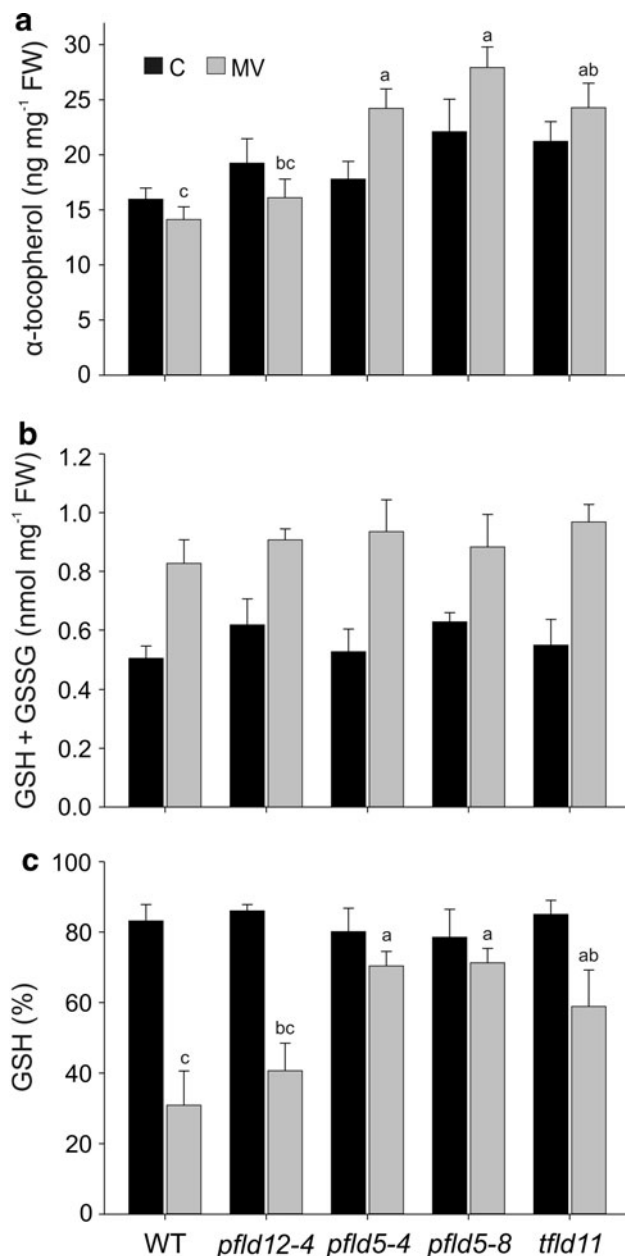 a
α-tocopherol (ng mg⁻¹ FW)
30
25
20
15
10
5
0
C MV
c
bc
a
a
ab
b
GSH + GSSG (nmol mg⁻¹ FW)
1.2
1.0
0.8
0.6
0.4
0.2
0.0
c
GSH (%)
100
80
60
40
20
0
c
bc
a
a
ab
WT pfld12-4 pfld5-4 pfld5-8 tfld11